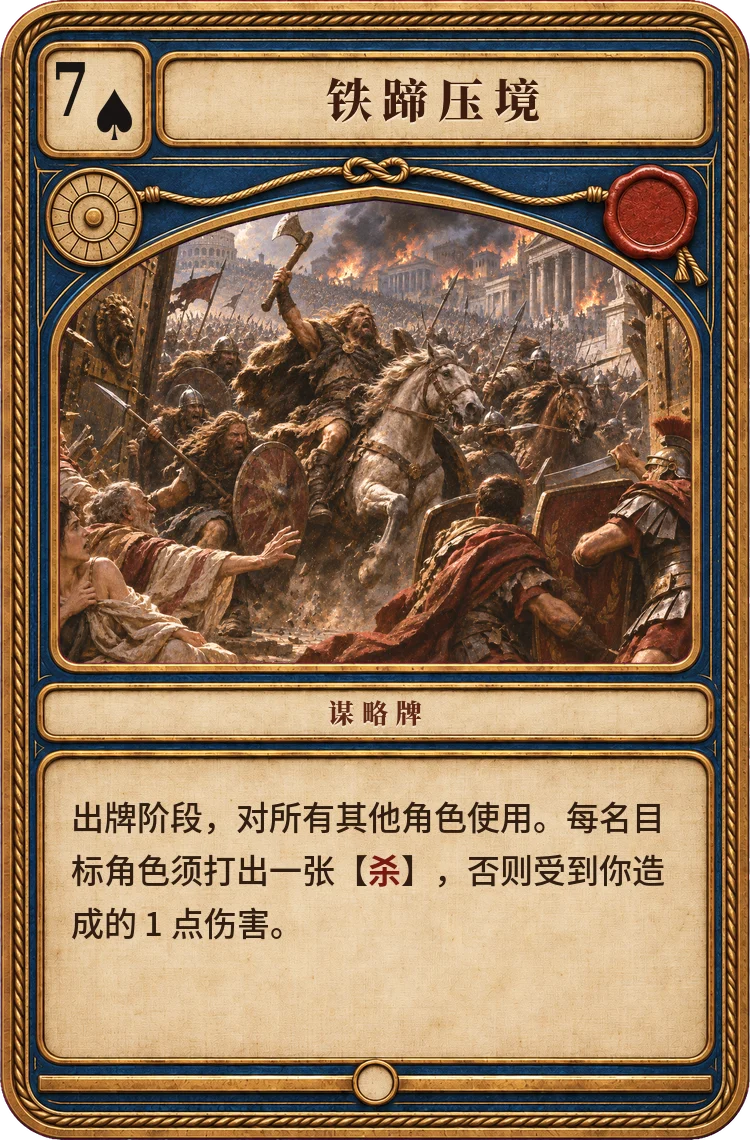 7♠
铁蹄压境
谋略牌
出牌阶段，对所有其他角色使用。每名目
标角色须打出一张【杀】，否则受到你造
成的 1 点伤害。